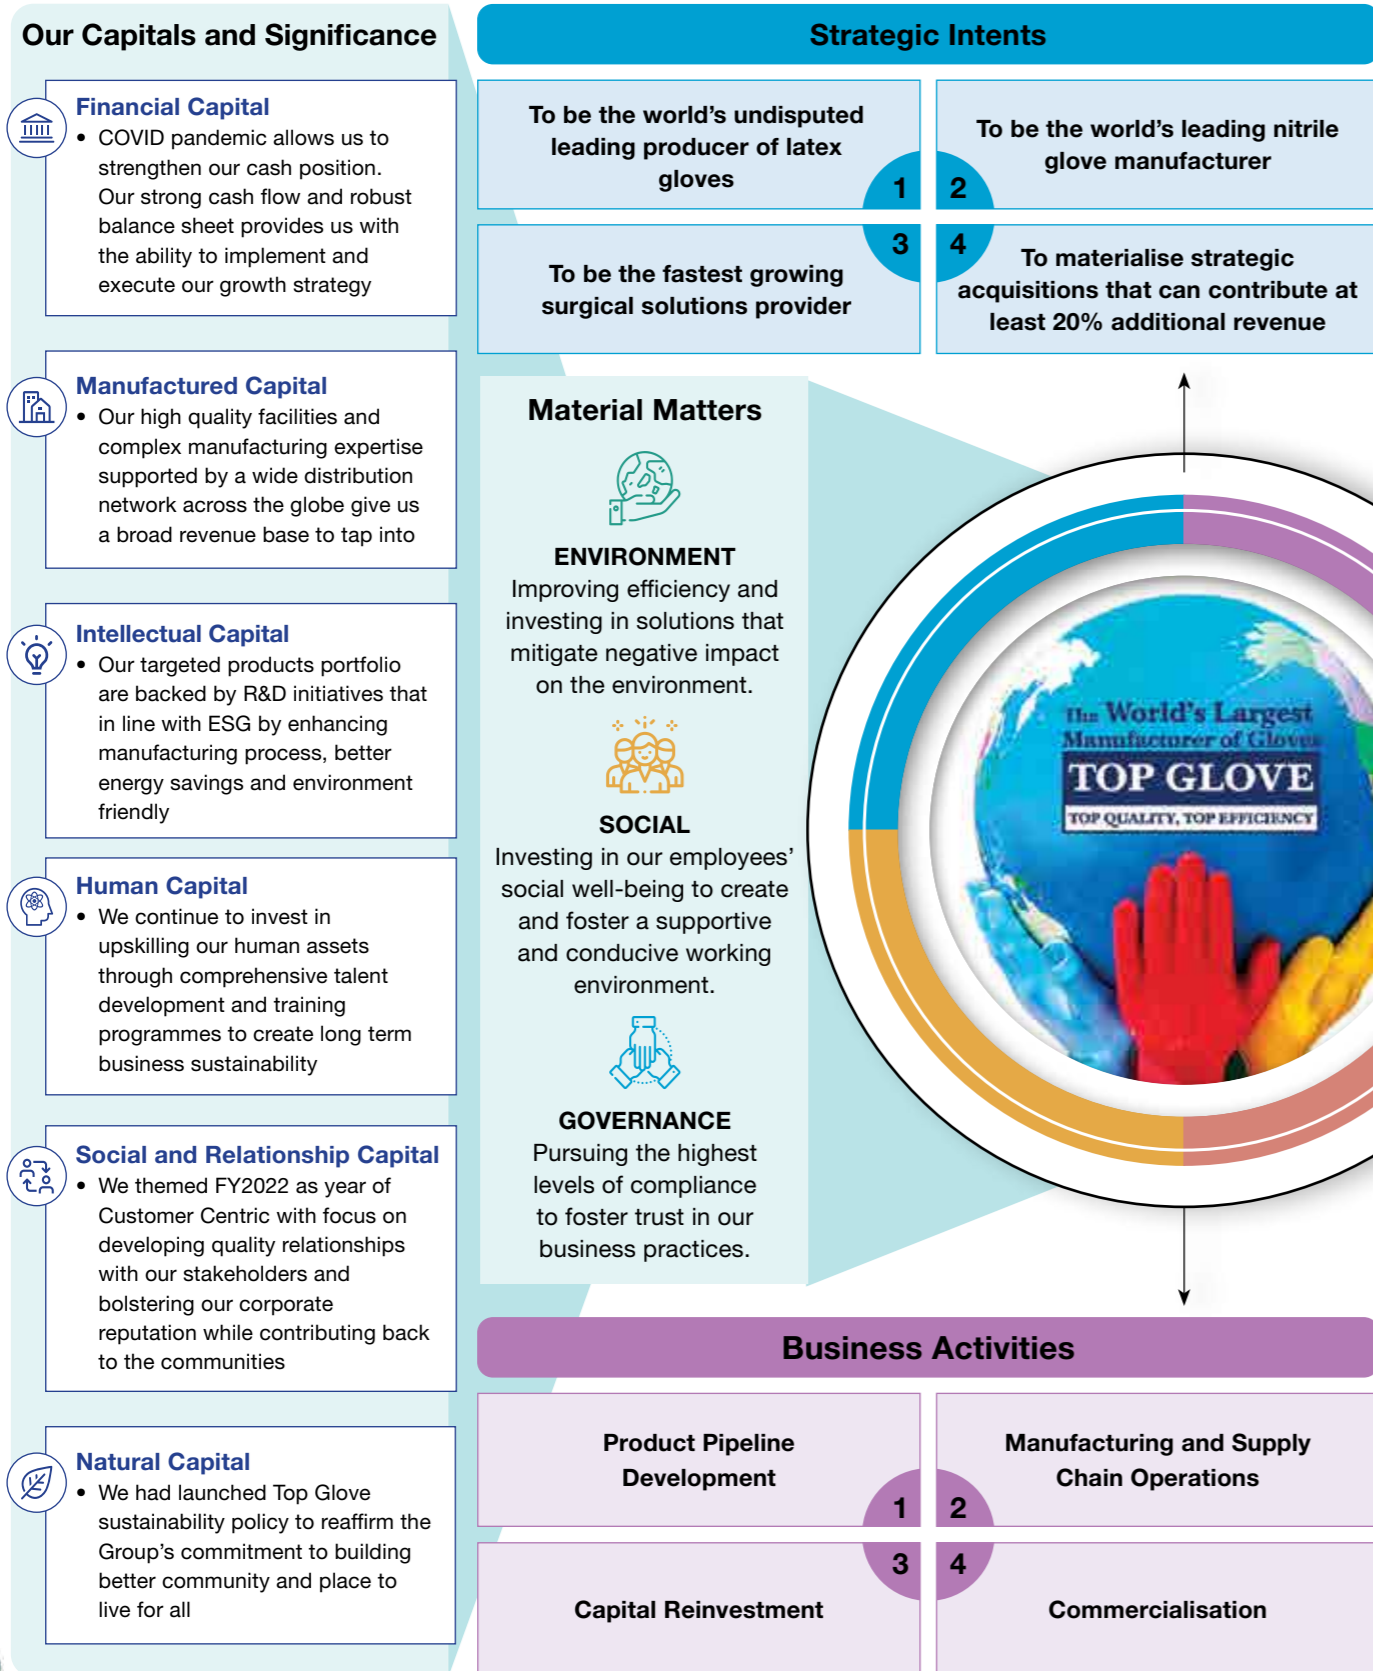 Our Capitals and Significance
Financial Capital
• COVID pandemic allows us to
strengthen our cash position.
Our strong cash flow and robust
balance sheet provides us with
the ability to implement and
execute our growth strategy
Manufactured Capital
• Our high quality facilities and
complex manufacturing expertise
supported by a wide distribution
network across the globe give us
a broad revenue base to tap into
Intellectual Capital
• Our targeted products portfolio
are backed by R&D initiatives that
in line with ESG by enhancing
manufacturing process, better
energy savings and environment
friendly
Human Capital
• We continue to invest in
upskilling our human assets
through comprehensive talent
development and training
programmes to create long term
business sustainability
Social and Relationship Capital
• We themed FY2022 as year of
Customer Centric with focus on
developing quality relationships
with our stakeholders and
bolstering our corporate
reputation while contributing back
to the communities
Natural Capital
• We had launched Top Glove
sustainability policy to reaffirm the
Group's commitment to building
better community and place to
live for all
Strategic Intents
To be the world's undisputed
leading producer of latex
gloves
1
To be the world's leading nitrile
glove manufacturer
2
To be the fastest growing
surgical solutions provider
3
To materialise strategic
acquisitions that can contribute at
least 20% additional revenue
4
Material Matters
ENVIRONMENT
Improving efficiency and
investing in solutions that
mitigate negative impact
on the environment.
SOCIAL
Investing in our employees'
social well-being to create
and foster a supportive
and conducive working
environment.
GOVERNANCE
Pursuing the highest
levels of compliance
to foster trust in our
business practices.
The World's Largest
Manufacturer of Gloves
TOP GLOVE
TOP QUALITY, TOP EFFICIENCY
Business Activities
Product Pipeline
Development
1
Manufacturing and Supply
Chain Operations
2
Capital Reinvestment
3
Commercialisation
4